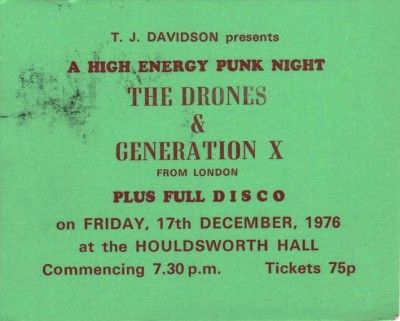 T. J. DAVIDSON presents
A HIGH ENERGY PUNK NIGHT
THE DRONES
&
GENERATION X
FROM LONDON
PLUS FULL DISCO
on FRIDAY, 17th DECEMBER, 1976
at the HOULDSWORTH HALL
Commencing 7.30 p.m. Tickets 75p